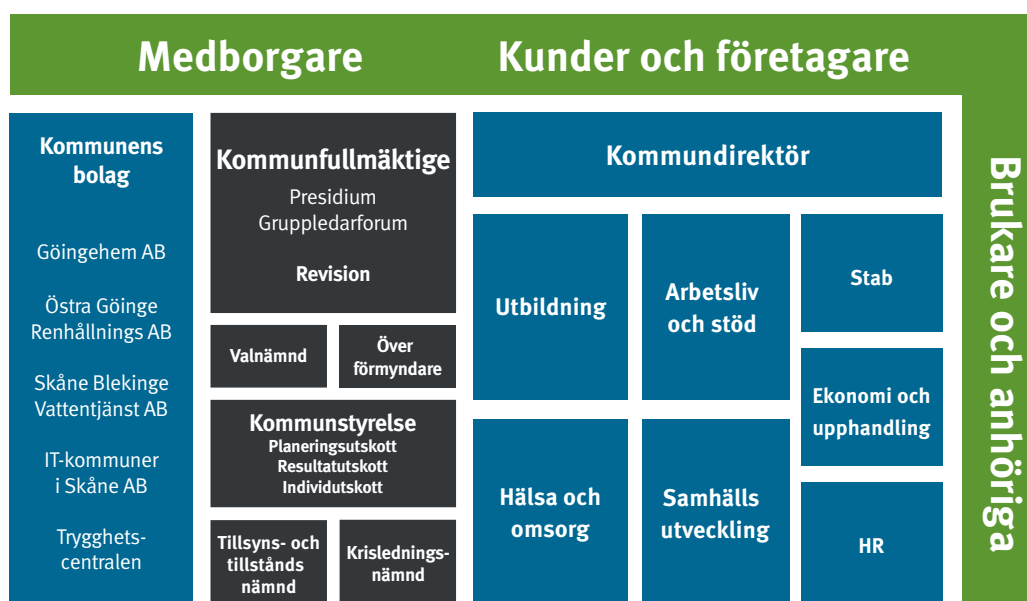 Medborgare
Kunder och företagare
Brukare och anhöriga
Kommunens
bolag
Göingehem AB
Östra Göinge
Renhållnings AB
Skåne Blekinge
Vattentjänst AB
IT-kommuner
i Skåne AB
Trygghets-
centralen
Kommunfullmäktige
Presidium
Gruppledarforum
Revision
Valnämnd
Över
förmyndare
Kommunstyrelse
Planeringsutskott
Resultatutskott
Individutskott
Tillsyns- och
tillstånds
nämnd
Krislednings-
nämnd
Kommundirektör
Utbildning
Arbetsliv
och stöd
Stab
Ekonomi och
upphandling
Hälsa och
omsorg
Samhälls
utveckling
HR